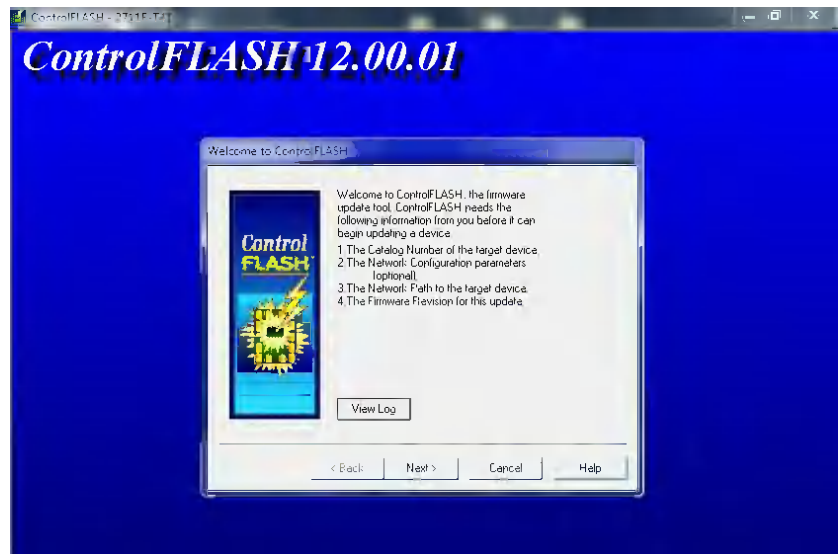 ControlFLASH
ControlFLASH 12.00.01
Welcome to ControlFLASH
Control
FLASH
Welcome to ControlFLASH, the firmware
update tool. ControlFLASH needs the
following information from you before it can
begin updating a device.
1.The Catalog Number of the target device.
2.The Network Configuration parameters
(optional).
3.The Network Path to the target device.
4.The Firmware Revision for this update.
View Log
< Back
Next >
Cancel
Help